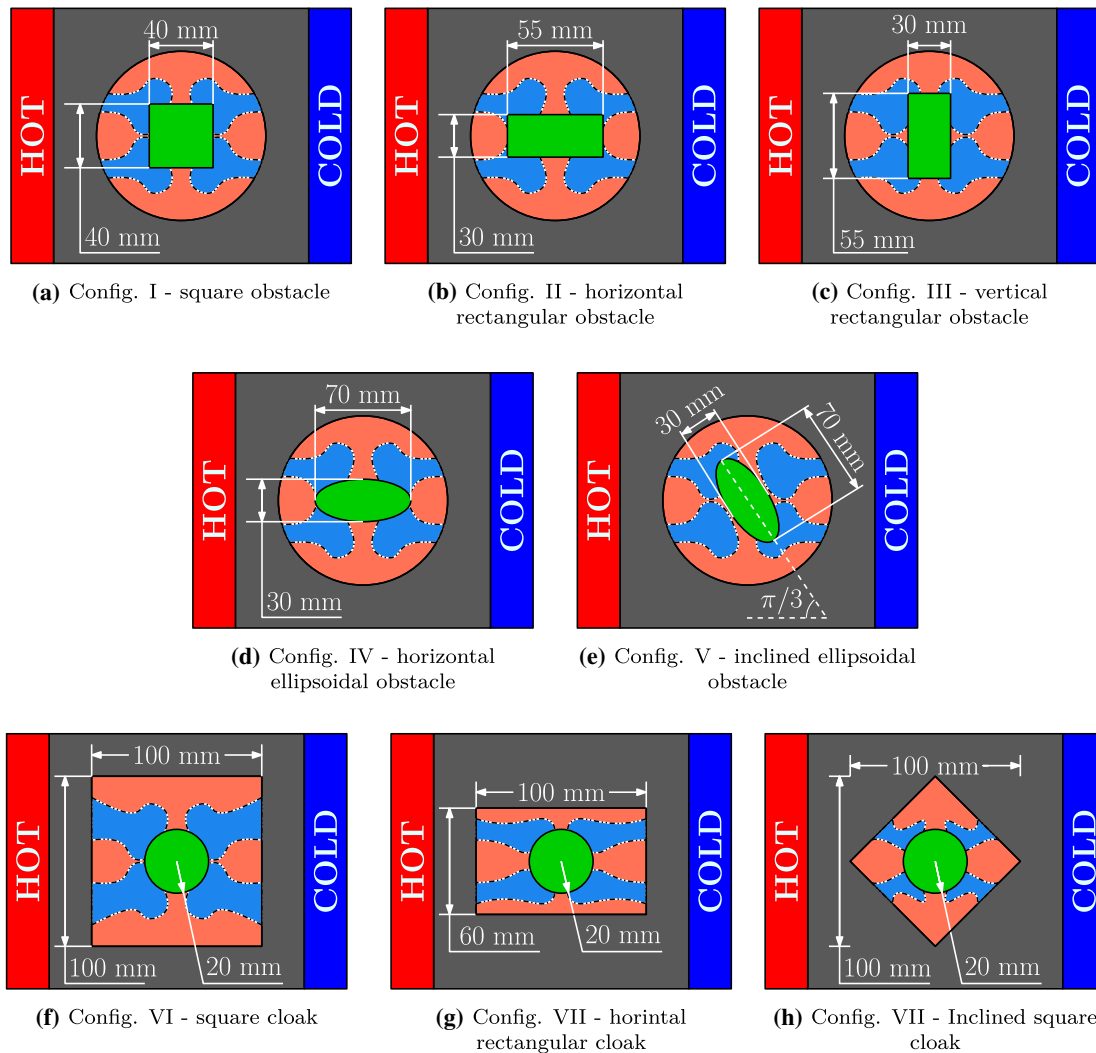 40 mm
HOT
COLD
40 mm
(a) Config. I - square obstacle
55 mm
HOT
COLD
30 mm
(b) Config. II - horizontal
rectangular obstacle
30 mm
HOT
COLD
55 mm
(c) Config. III - vertical
rectangular obstacle
70 mm
HOT
COLD
30 mm
(d) Config. IV - horizontal
ellipsoidal obstacle
30 mm
70 mm
HOT
COLD
π/3
(e) Config. V - inclined ellipsoidal
obstacle
100 mm
HOT
COLD
100 mm
20 mm
(f) Config. VI - square cloak
100 mm
HOT
COLD
60 mm
20 mm
(g) Config. VII - horintal
rectangular cloak
100 mm
HOT
COLD
100 mm
20 mm
(h) Config. VII - Inclined square
cloak